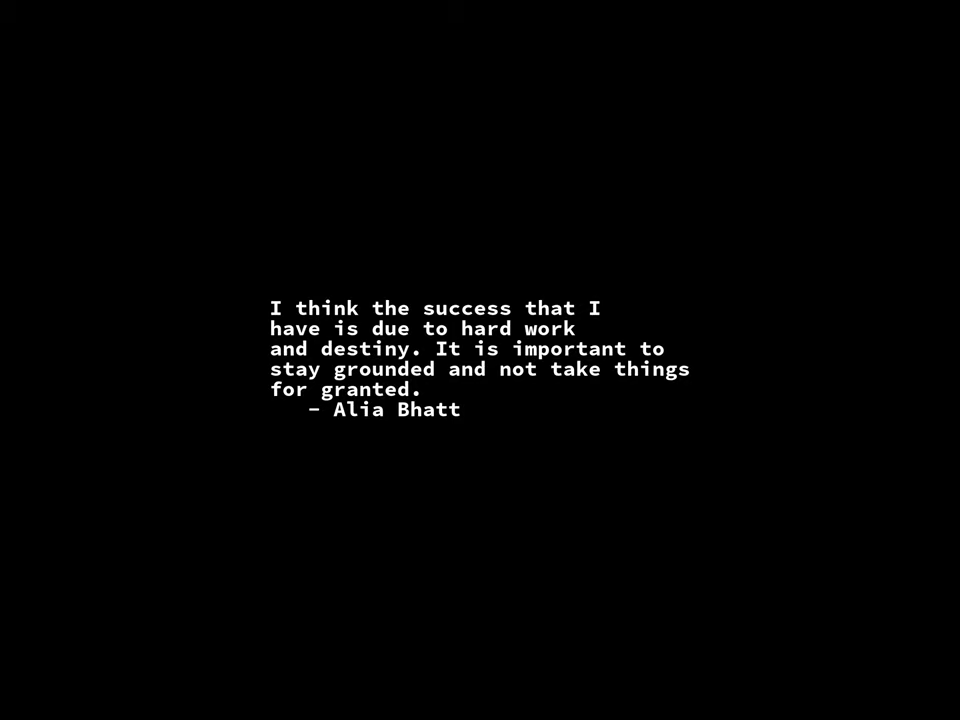 I think the success that I
have is due to hard work
and destiny. It is important to
stay grounded and not take things
for granted.
– Alia Bhatt